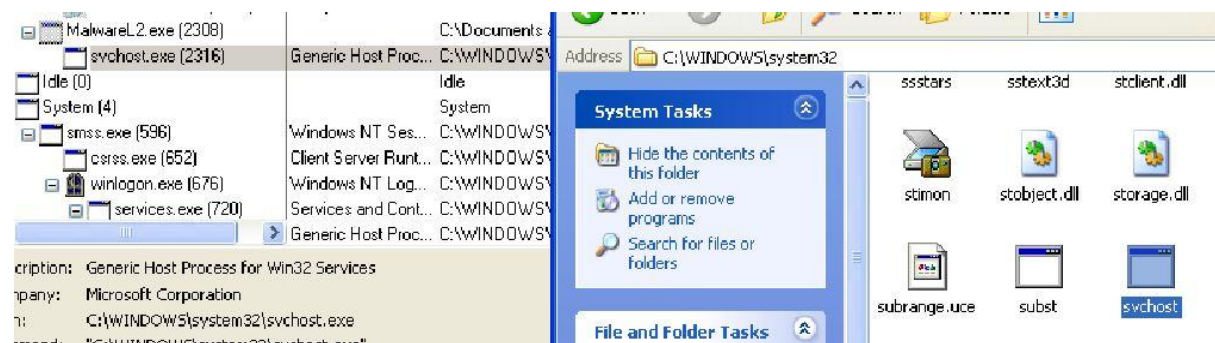 MalwareL2.exe (2308) C:\Documents
svchost.exe (2316) Generic Host Proc... C:\WINDOWS\
Idle (0) Idle
System (4) System
smss.exe (596) Windows NT Ses... C:\WINDOWS\
csrss.exe (652) Client Server Runt... C:\WINDOWS\
winlogon.exe (676) Windows NT Log... C:\WINDOWS\
services.exe (720) Services and Cont... C:\WINDOWS\
Generic Host Proc... C:\WINDOWS\
cription: Generic Host Process for Win32 Services
mpany: Microsoft Corporation
C:\WINDOWS\system32\svchost.exe
Address C:\WINDOWS\system32
System Tasks
Hide the contents of
this folder
Add or remove
programs
Search for files or
folders
File and Folder Tasks
ssstars sstext3d stclient.dll
stimon stobject.dll storage.dll
subrange.uce subst svchost